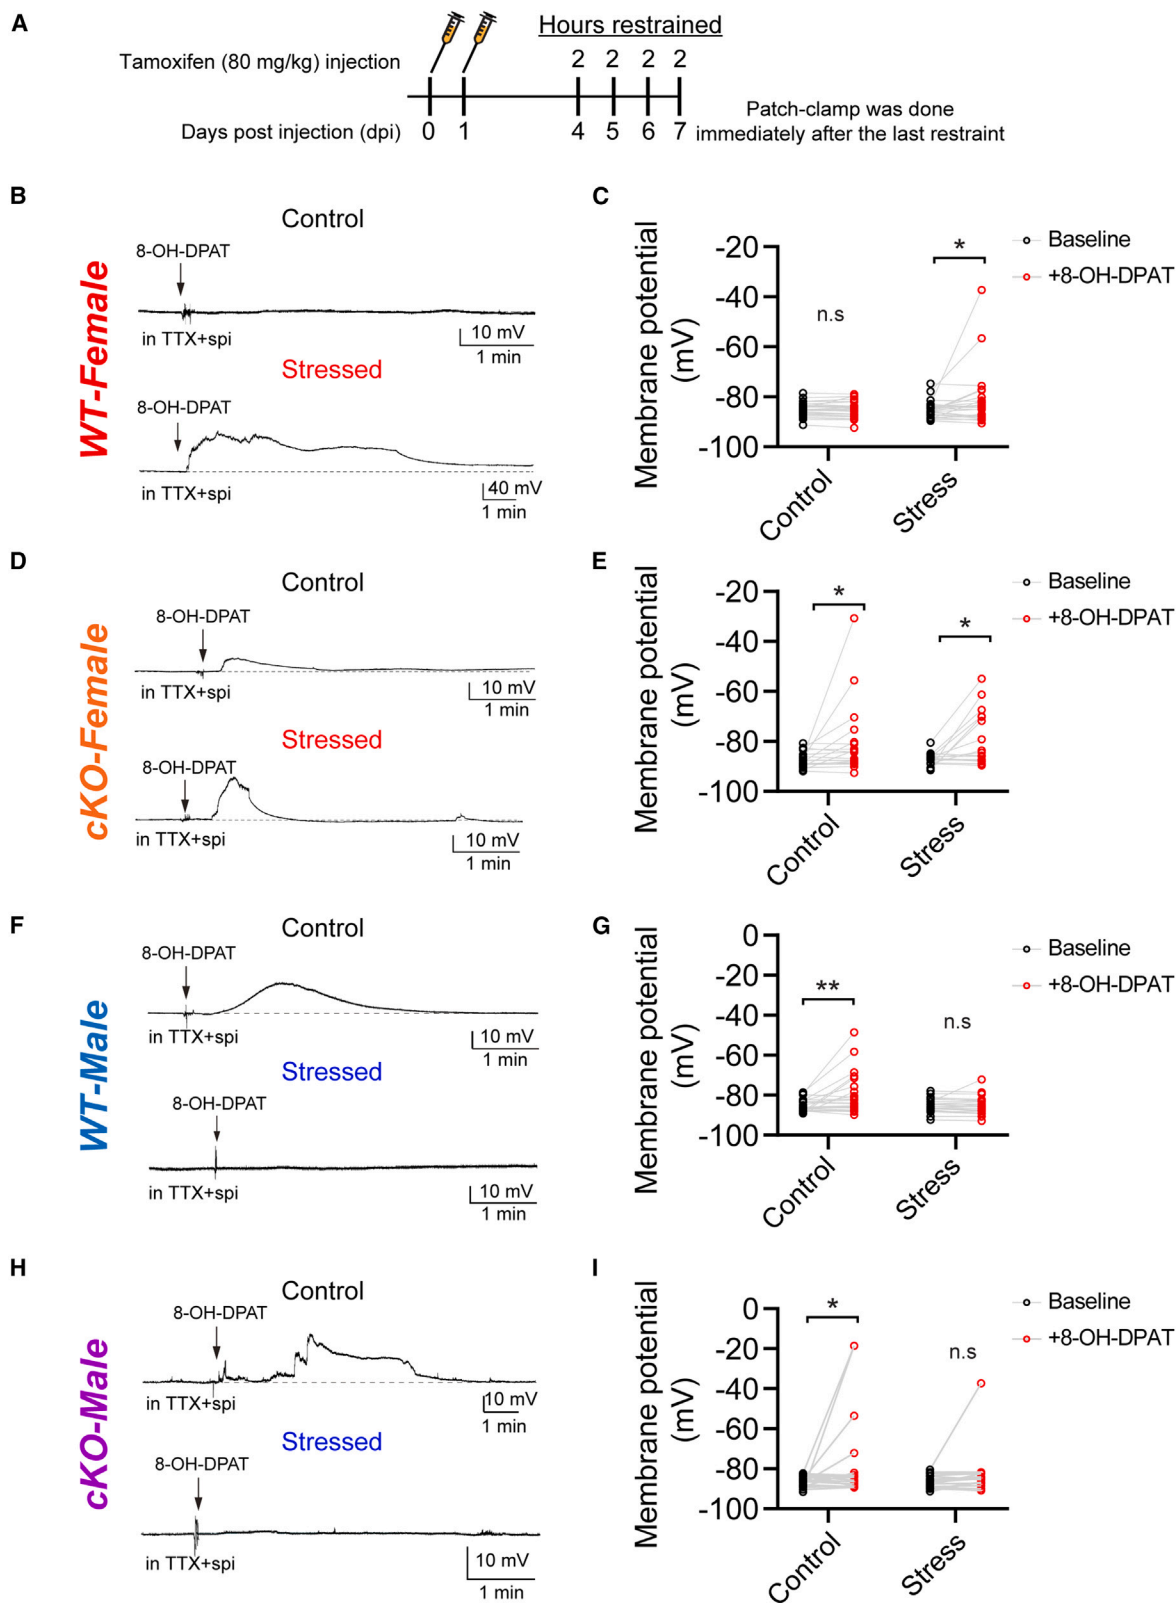 A
Hours restrained
Tamoxifen (80 mg/kg) injection
2 2 2 2
Days post injection (dpi)
0 1 4 5 6 7
Patch-clamp was done
immediately after the last restraint
B
WT-Female
Control
8-OH-DPAT
in TTX+spi
10 mV
1 min
Stressed
8-OH-DPAT
in TTX+spi
40 mV
1 min
C
Membrane potential
(mV)
-20
-40
-60
-80
-100
n.s
*
Control
Stress
Baseline
+8-OH-DPAT
D
cKO-Female
Control
8-OH-DPAT
in TTX+spi
10 mV
1 min
Stressed
8-OH-DPAT
in TTX+spi
10 mV
1 min
E
Membrane potential
(mV)
-20
-40
-60
-80
-100
*
*
Control
Stress
Baseline
+8-OH-DPAT
F
WT-Male
Control
8-OH-DPAT
in TTX+spi
10 mV
1 min
Stressed
8-OH-DPAT
in TTX+spi
10 mV
1 min
G
Membrane potential
(mV)
0
-20
-40
-60
-80
-100
**
n.s
Control
Stress
Baseline
+8-OH-DPAT
H
cKO-Male
Control
8-OH-DPAT
in TTX+spi
10 mV
1 min
Stressed
8-OH-DPAT
in TTX+spi
10 mV
1 min
I
Membrane potential
(mV)
0
-20
-40
-60
-80
-100
*
n.s
Control
Stress
Baseline
+8-OH-DPAT